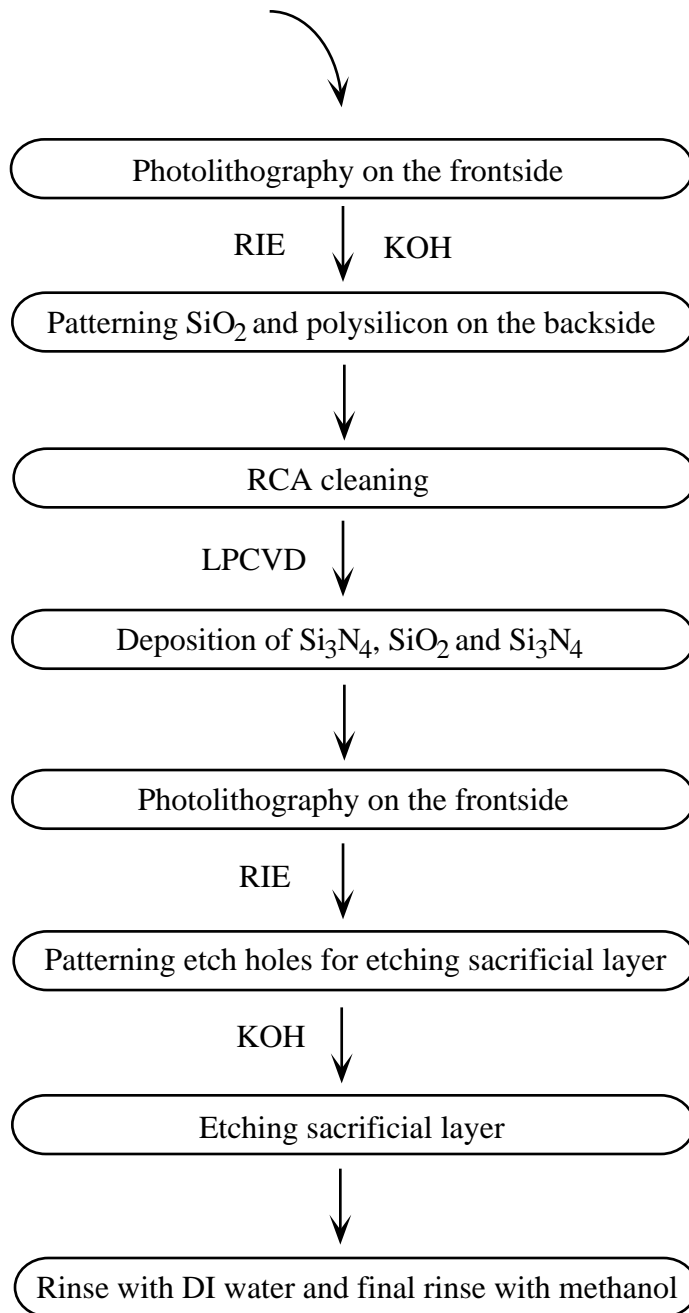 Photolithography on the frontside
RIE KOH
Patterning SiO₂ and polysilicon on the backside
RCA cleaning
LPCVD
Deposition of Si₃N₄, SiO₂ and Si₃N₄
Photolithography on the frontside
RIE
Patterning etch holes for etching sacrificial layer
KOH
Etching sacrificial layer
Rinse with DI water and final rinse with methanol